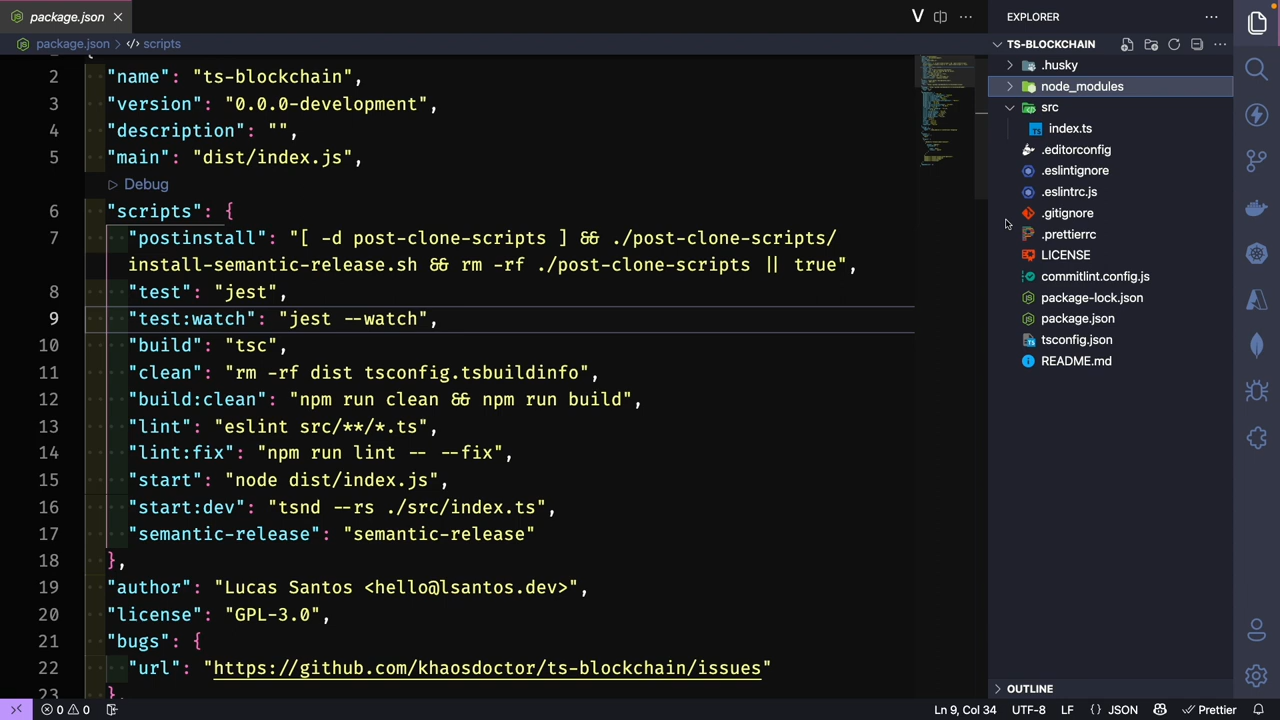 package.json
EXPLORER
package.json > scripts
TS-BLOCKCHAIN
2 "name": "ts-blockchain",
3 "version": "0.0.0-development",
4 "description": "",
5 "main": "dist/index.js",
Debug
6 "scripts": {
7 "postinstall": "[ -d post-clone-scripts ] && ./post-clone-scripts/
install-semantic-release.sh && rm -rf ./post-clone-scripts || true",
8 "test": "jest",
9 "test:watch": "jest --watch",
10 "build": "tsc",
11 "clean": "rm -rf dist tsconfig.tsbuildinfo",
12 "build:clean": "npm run clean && npm run build",
13 "lint": "eslint src/**/*.ts",
14 "lint:fix": "npm run lint -- --fix",
15 "start": "node dist/index.js",
16 "start:dev": "tsnd --rs ./src/index.ts",
17 "semantic-release": "semantic-release"
18 },
19 "author": "Lucas Santos <hello@lsantos.dev>",
20 "license": "GPL-3.0",
21 "bugs": {
22 "url": "https://github.com/khaosdoctor/ts-blockchain/issues"
23 },
.husky
node_modules
src
index.ts
.editorconfig
.eslintignore
.eslintrc.js
.gitignore
.prettierrc
LICENSE
commitlint.config.js
package-lock.json
package.json
tsconfig.json
README.md
OUTLINE
0 0
Ln 9, Col 34 UTF-8 LF {} JSON Prettier